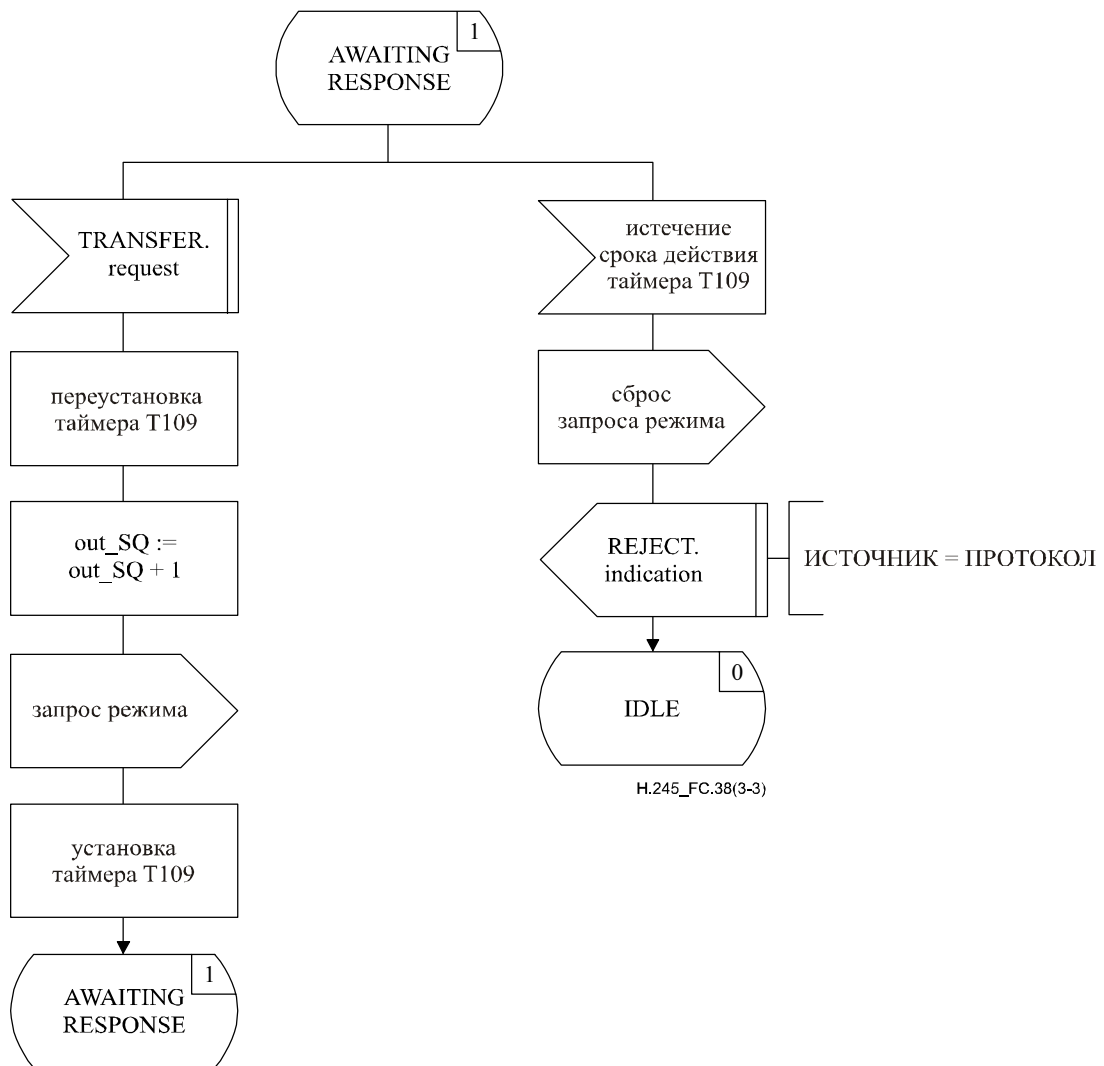 1
AWAITING
RESPONSE
TRANSFER.
request
переустановка
таймера T109
out_SQ :=
out_SQ + 1
запрос режима
установка
таймера T109
1
AWAITING
RESPONSE
истечение
срока действия
таймера T109
сброс
запроса режима
REJECT.
indication
ИСТОЧНИК = ПРОТОКОЛ
0
IDLE
H.245_FC.38(3-3)